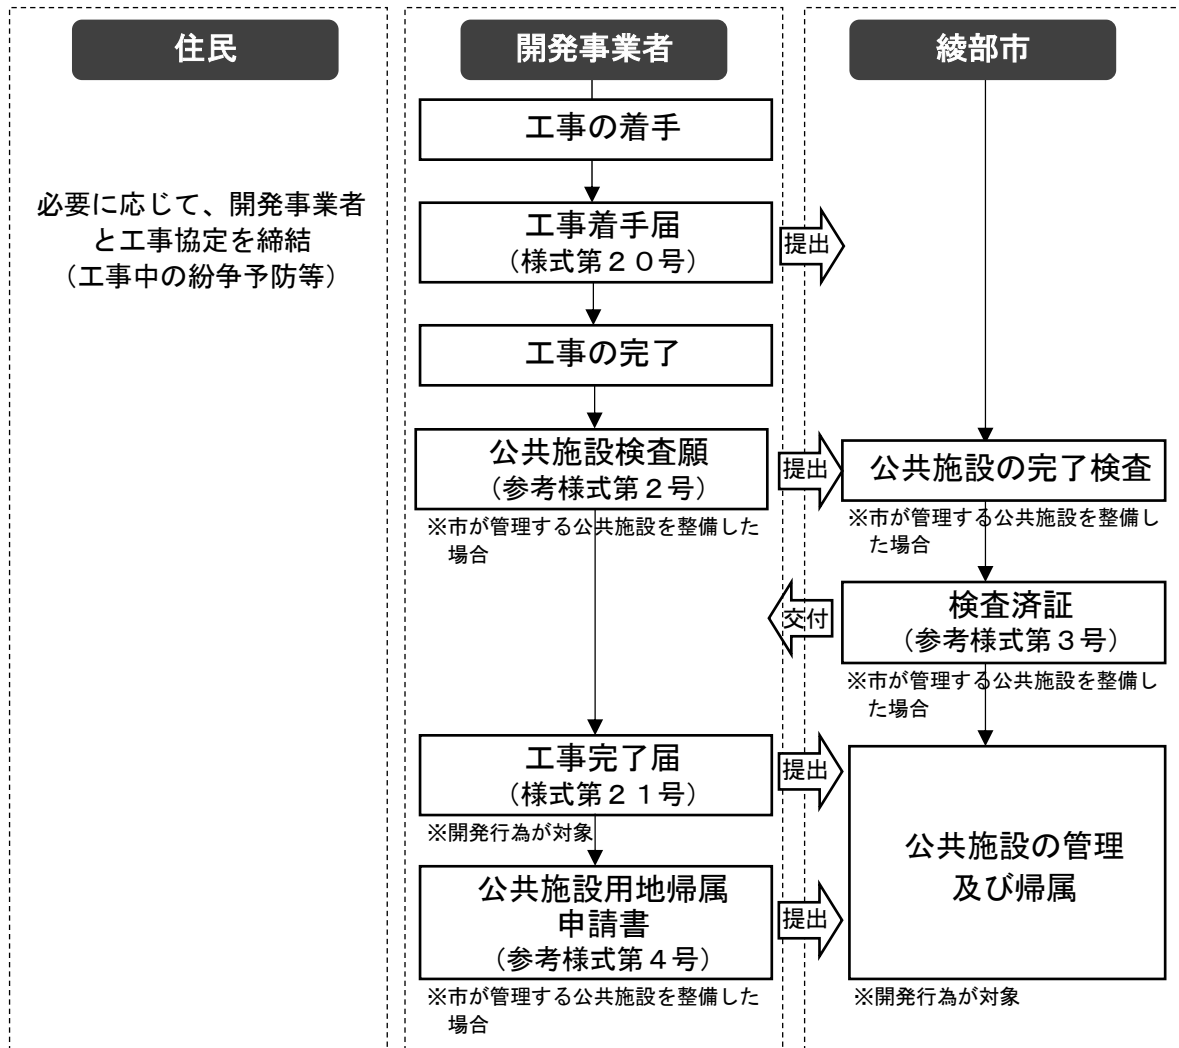 住民
開発事業者
綾部市
必要に応じて、開発事業者
と工事協定を締結
（工事中の紛争予防等）
工事の着手
工事着手届
（様式第２０号）
提出
工事の完了
公共施設検査願
（参考様式第２号）
※市が管理する公共施設を整備した
場合
提出
公共施設の完了検査
※市が管理する公共施設を整備し
た場合
検査済証
（参考様式第３号）
※市が管理する公共施設を整備し
た場合
交付
工事完了届
（様式第２１号）
※開発行為が対象
提出
公共施設用地帰属
申請書
（参考様式第４号）
※市が管理する公共施設を整備した
場合
提出
公共施設の管理
及び帰属
※開発行為が対象